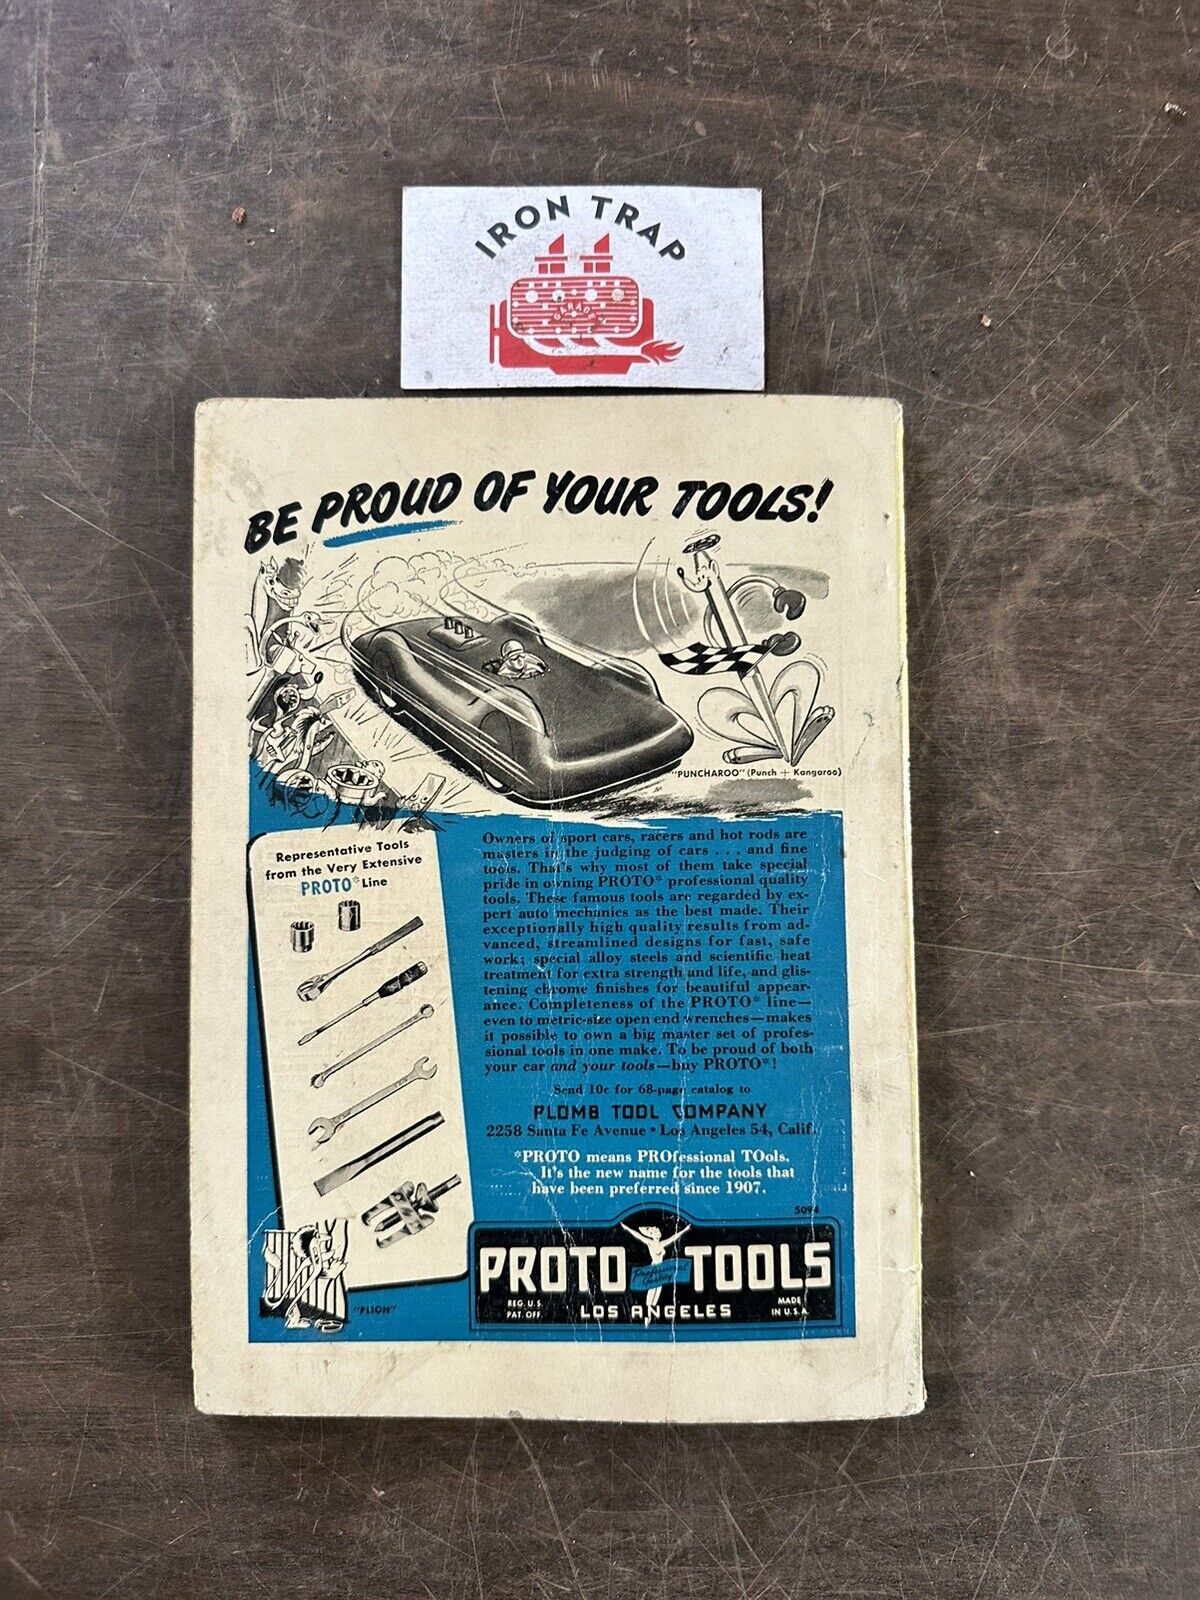 IRON TRAP
GARAGE
BE PROUD OF YOUR TOOLS!
"PUNCHAROO" (Punch + Kangaroo)
Representative Tools
from the Very Extensive
PROTO* Line
Owners of sport cars, racers and hot rods are
masters in the judging of cars . . . and fine
tools. That's why most of them take special
pride in owning PROTO* professional quality
tools. These famous tools are regarded by ex-
pert auto mechanics as the best made. Their
exceptionally high quality results from ad-
vanced, streamlined designs for fast, safe
work; special alloy steels and scientific heat
treatment for extra strength and life, and glis-
tening chrome finishes for beautiful appear-
ance. Completeness of the PROTO* line—
even to metric-size open end wrenches—makes
it possible to own a big master set of profes-
sional tools in one make. To be proud of both
your car and your tools—buy PROTO*!
Send 10c for 68-page catalog to
PLOMB TOOL COMPANY
2258 Santa Fe Avenue • Los Angeles 54, Calif.
*PROTO means PROfessional TOols.
It's the new name for the tools that
have been preferred since 1907.
5094
"PLION"
PROTO Professional Quality TOOLS
REG. U.S.
PAT. OFF.
LOS ANGELES
MADE
IN U.S.A.